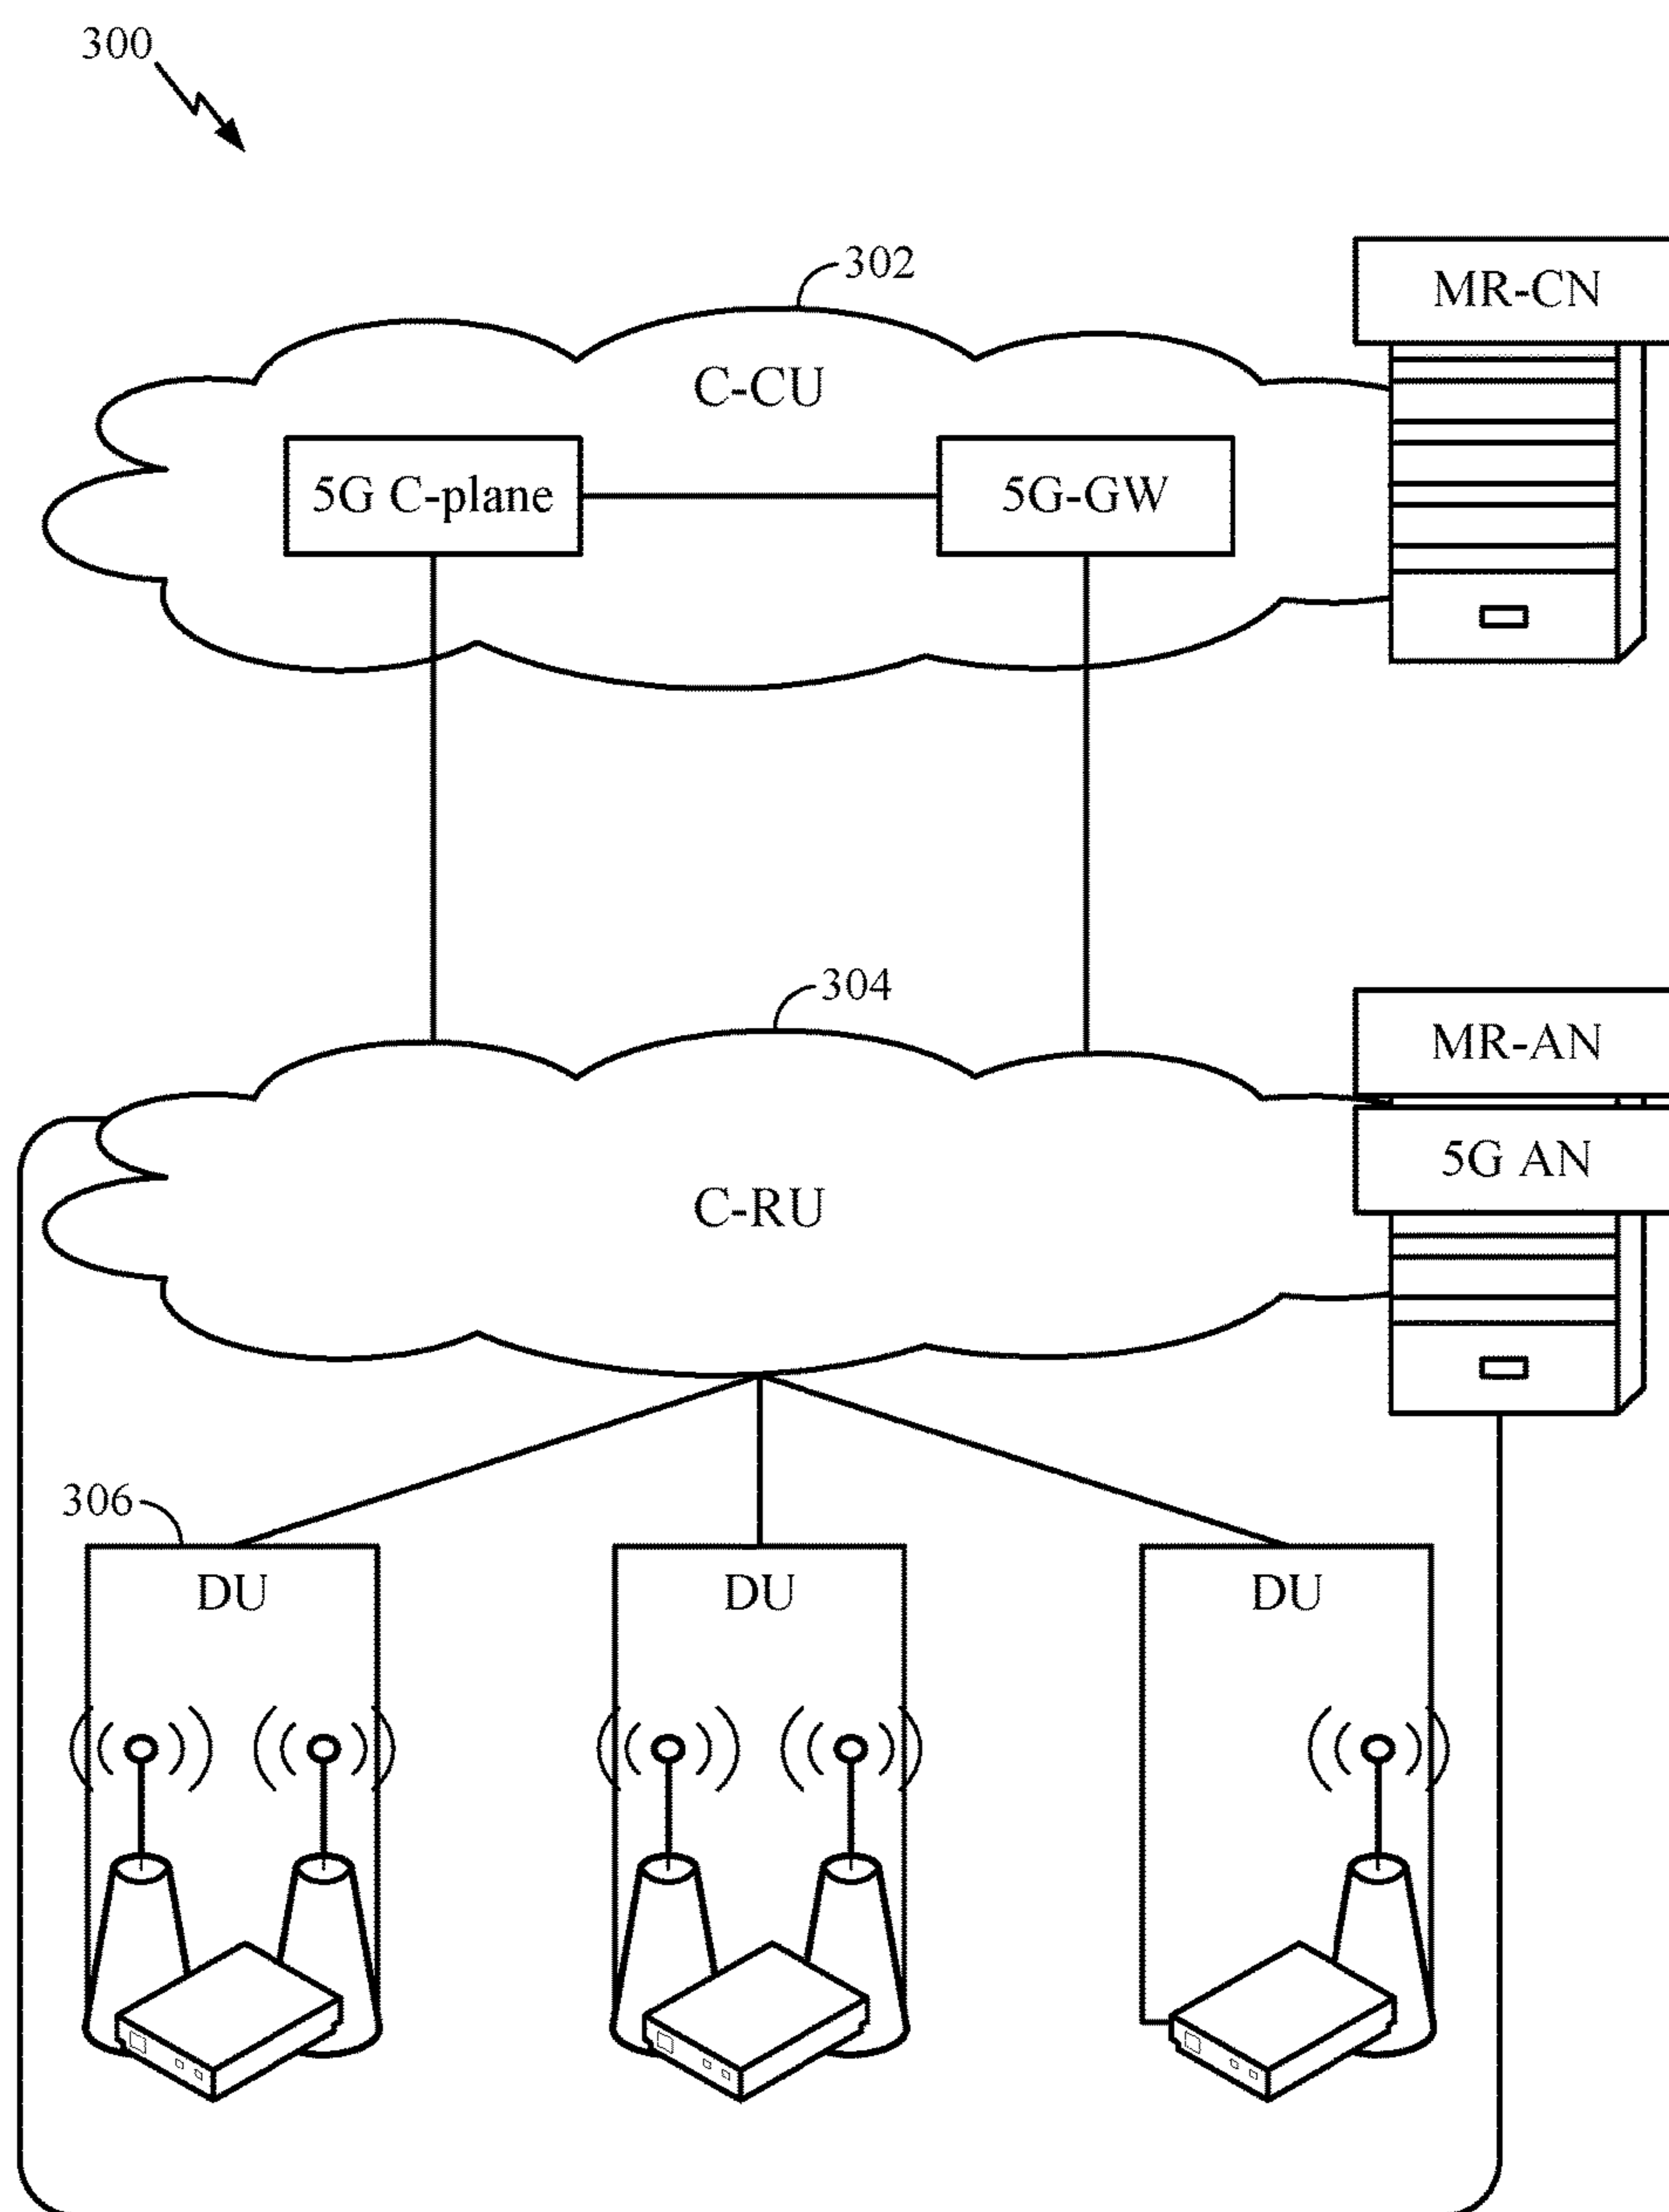 300
302
MR-CN
C-CU
5G C-plane
5G-GW
304
MR-AN
5G AN
C-RU
306
DU
DU
DU